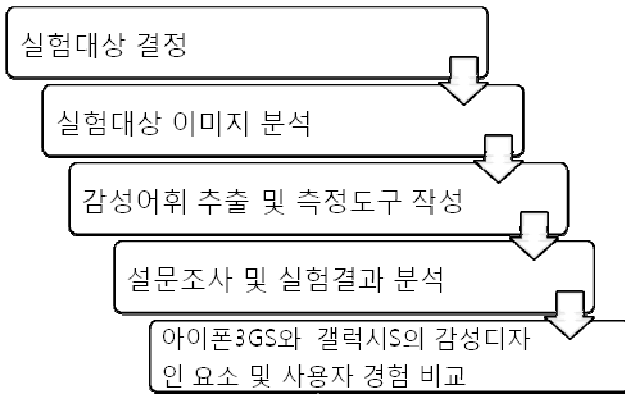 실험대상 결정
실험대상 이미지 분석
감성어휘 추출 및 측정도구 작성
설문조사 및 실험결과 분석
아이폰3GS와 갤럭시S의 감성디자
인 요소 및 사용자 경험 비교